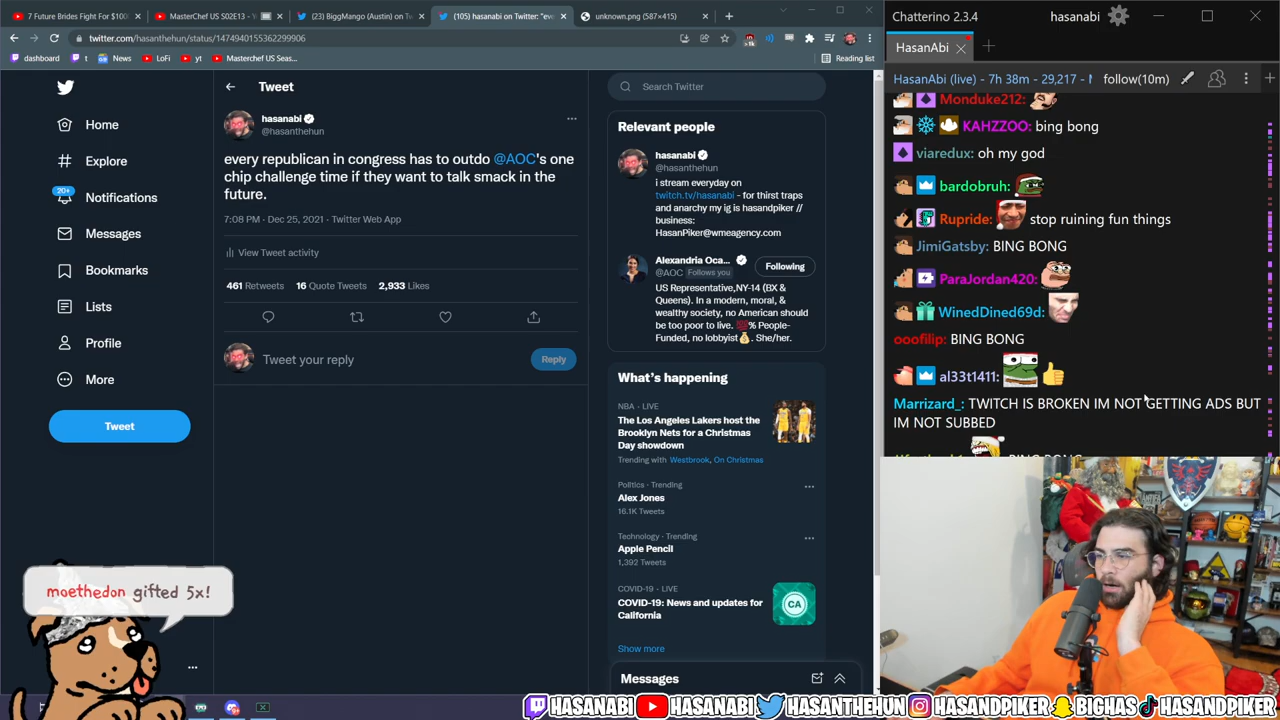 7 Future Brides Fight For $100
MasterChef US S02E13 - 
(23) BiggMango (Austin) on Tw
(105) hasanabi on Twitter: "eve
unknown.png (587×415)
twitter.com/hasanthehun/status/1474940155362299906
dashboard
t
News
LoFi
yt
Masterchef US Seas...
Reading list
Tweet
Search Twitter
Home
Explore
20+
Notifications
Messages
Bookmarks
Lists
Profile
More
Tweet
hasanabi
@hasanthehun
every republican in congress has to outdo @AOC's one
chip challenge time if they want to talk smack in the
future.
7:08 PM · Dec 25, 2021 · Twitter Web App
View Tweet activity
Retweets 16 Quote Tweets 2,933 Likes
Tweet your reply
Reply
Relevant people
hasanabi
@hasanthehun
i stream everyday on
twitch.tv/hasanabi - for thirst traps
and anarchy my ig is hasandpiker //
business:
HasanPiker@wmeagency.com
Alexandria Oca...
@AOC Follows you
Following
US Representative,NY-14 (BX &
Queens). In a modern, moral, &
wealthy society, no American should
be too poor to live. 💯% People-
Funded, no lobbyist💰. She/her.
What's happening
NBA · LIVE
The Los Angeles Lakers host the
Brooklyn Nets for a Christmas
Day showdown
Trending with Westbrook, On Christmas
Politics · Trending
Alex Jones
16.1K Tweets
Technology · Trending
Apple Pencil
1,392 Tweets
COVID-19 · LIVE
COVID-19: News and updates for
California
CA
Show more
Messages
Chatterino 2.3.4
hasanabi
HasanAbi
HasanAbi (live) - 7h 38m - 29,217 -
follow(10m)
Monduke212:
KAHZZOO: bing bong
viaredux: oh my god
bardobruh:
Rupride: stop ruining fun things
JimiGatsby: BING BONG
ParaJordan420:
WinedDined69d:
ooofilip: BING BONG
al33t1411:
Marrizard_: TWITCH IS BROKEN IM NOT GETTING ADS BUT
IM NOT SUBBED
moethedon gifted 5x!
HASANABI
HASANABI
HASANTHEHUN
HASANDPIKER
BIGHAS
HASANDPIKER